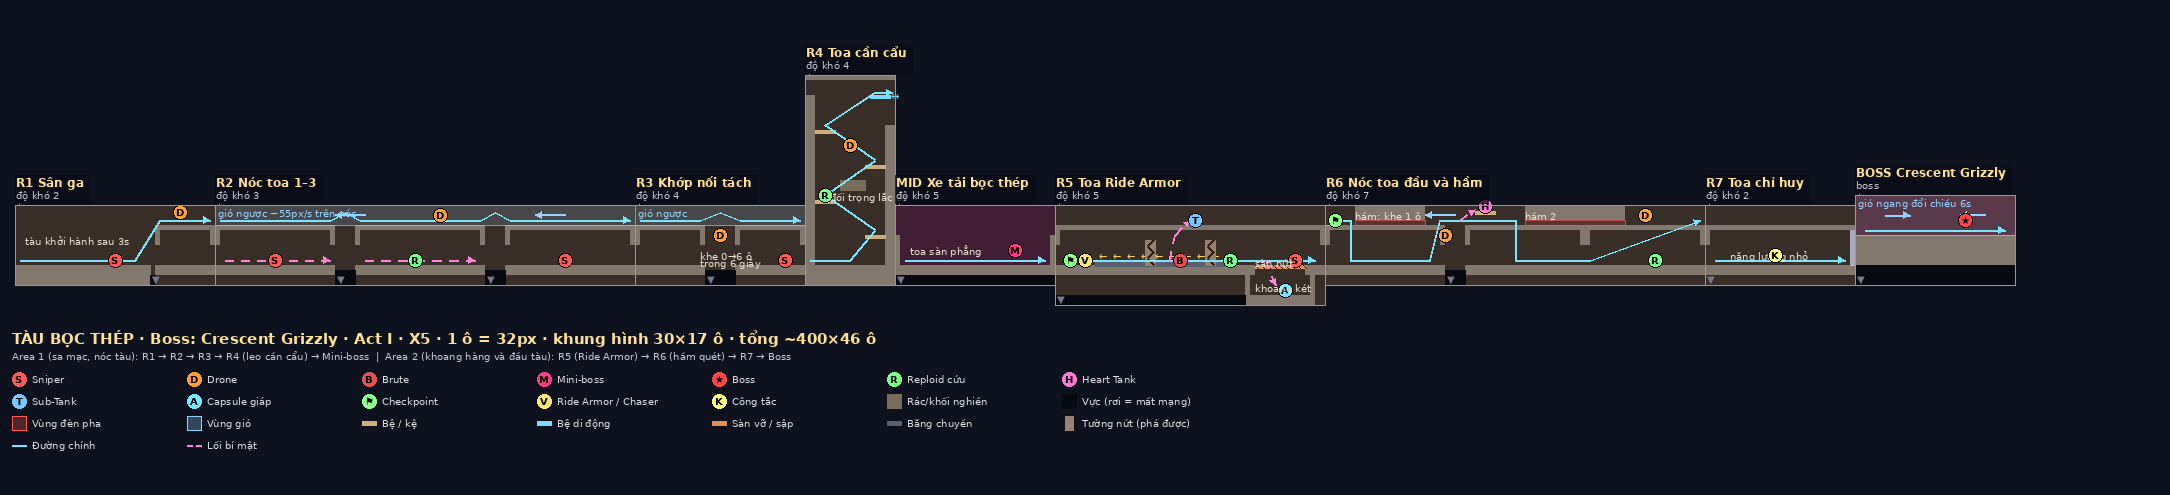 R4 Toa cần cẩu
độ khó 4
R1 Sân ga
độ khó 2
R2 Nóc toa 1–3
độ khó 3
R3 Khớp nối tách
độ khó 4
MID Xe tải bọc thép
độ khó 5
R5 Toa Ride Armor
độ khó 5
R6 Nóc toa đầu và hầm
độ khó 7
R7 Toa chỉ huy
độ khó 2
BOSS Crescent Grizzly
boss
D
D
R
tàu khởi hành sau 3s
S
D
gió ngược −55px/s trên nóc
D
S
R
S
gió ngược
D
khe 0→6 ô
trong 6 giây
S
toa sàn phẳng
M
T
V
B
R
S
A
hầm: khe 1 ô
H
hầm 2
D
D
R
K
gió ngang đổi chiều 6s
★
TÀU BỌC THÉP · Boss: Crescent Grizzly · Act I · X5 · 1 ô = 32px · khung hình 30×17 ô · tổng ~400×46 ô
Area 1 (sa mạc, nóc tàu): R1 → R2 → R3 → R4 (leo cần cẩu) → Mini-boss | Area 2 (khoang hàng và đầu tàu): R5 (Ride Armor) → R6 (hầm quét) → R7 → Boss
S Sniper
D Drone
B Brute
M Mini-boss
★ Boss
R Reploid cứu
H Heart Tank
T Sub-Tank
A Capsule giáp
⚑ Checkpoint
V Ride Armor / Chaser
K Công tắc
Rác/khối nghiền
Vực (rơi = mất mạng)
Vùng đèn pha
Vùng gió
Bệ / kệ
Bệ di động
Sàn vỡ / sập
Băng chuyền
Tường nứt (phá được)
Đường chính
Lối bí mật